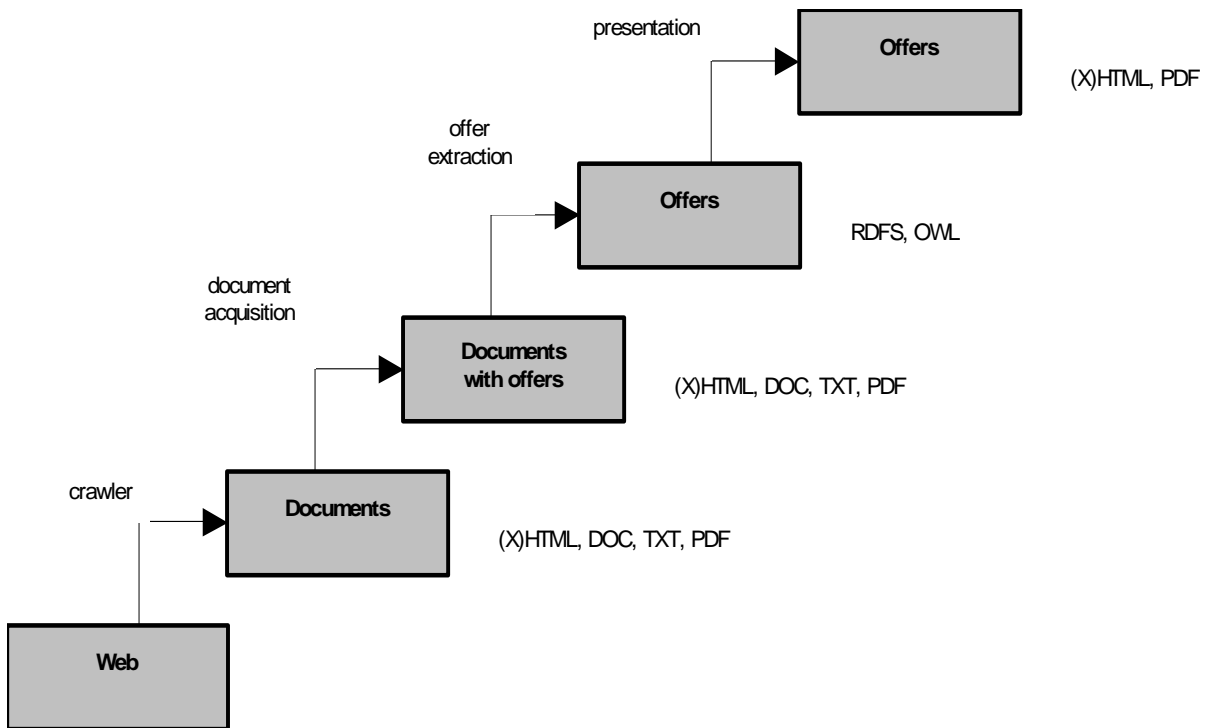 presentation
Offers
(X)HTML, PDF
offer
extraction
Offers
RDFS, OWL
document
acquisition
Documents
with offers
(X)HTML, DOC, TXT, PDF
crawler
Documents
(X)HTML, DOC, TXT, PDF
Web